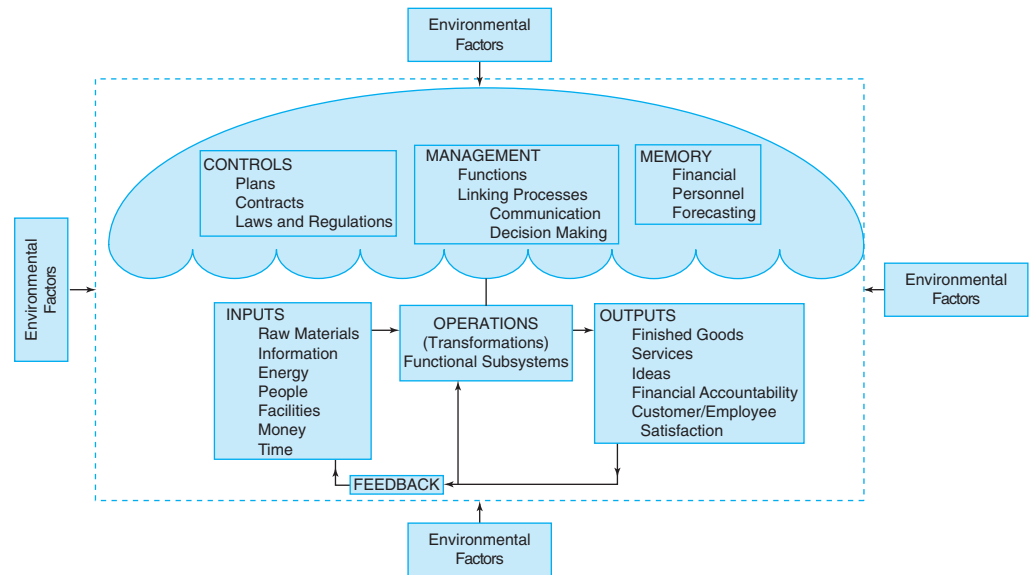 Environmental
Factors
CONTROLS
Plans
Contracts
Laws and Regulations
MANAGEMENT
Functions
Linking Processes
Communication
Decision Making
MEMORY
Financial
Personnel
Forecasting
Environmental
Factors
Environmental
Factors
INPUTS
Raw Materials
Information
Energy
People
Facilities
Money
Time
OPERATIONS
(Transformations)
Functional Subsystems
OUTPUTS
Finished Goods
Services
Ideas
Financial Accountability
Customer/Employee
Satisfaction
FEEDBACK
Environmental
Factors